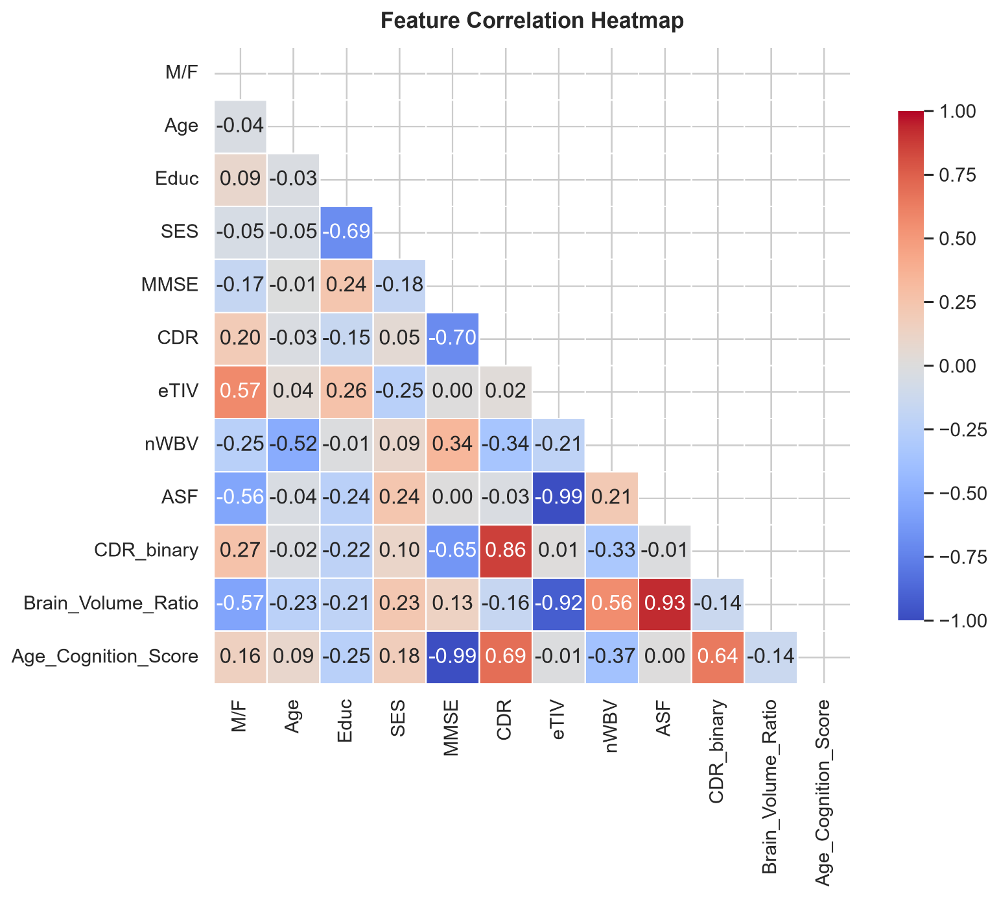 Feature Correlation Heatmap
M/F
Age -0.04
Educ 0.09 -0.03
SES -0.05 -0.05 -0.69
MMSE -0.17 -0.01 0.24 -0.18
CDR 0.20 -0.03 -0.15 0.05 -0.70
eTIV 0.57 0.04 0.26 -0.25 0.00 0.02
nWBV -0.25 -0.52 -0.01 0.09 0.34 -0.34 -0.21
ASF -0.56 -0.04 -0.24 0.24 0.00 -0.03 -0.99 0.21
CDR_binary 0.27 -0.02 -0.22 0.10 -0.65 0.86 0.01 -0.33 -0.01
Brain_Volume_Ratio -0.57 -0.23 -0.21 0.23 0.13 -0.16 -0.92 0.56 0.93 -0.14
Age_Cognition_Score 0.16 0.09 -0.25 0.18 -0.99 0.69 -0.01 -0.37 0.00 0.64 -0.14
M/F
Age
Educ
SES
MMSE
CDR
eTIV
nWBV
ASF
CDR_binary
Brain_Volume_Ratio
Age_Cognition_Score
1.00
0.75
0.50
0.25
0.00
−0.25
−0.50
−0.75
−1.00